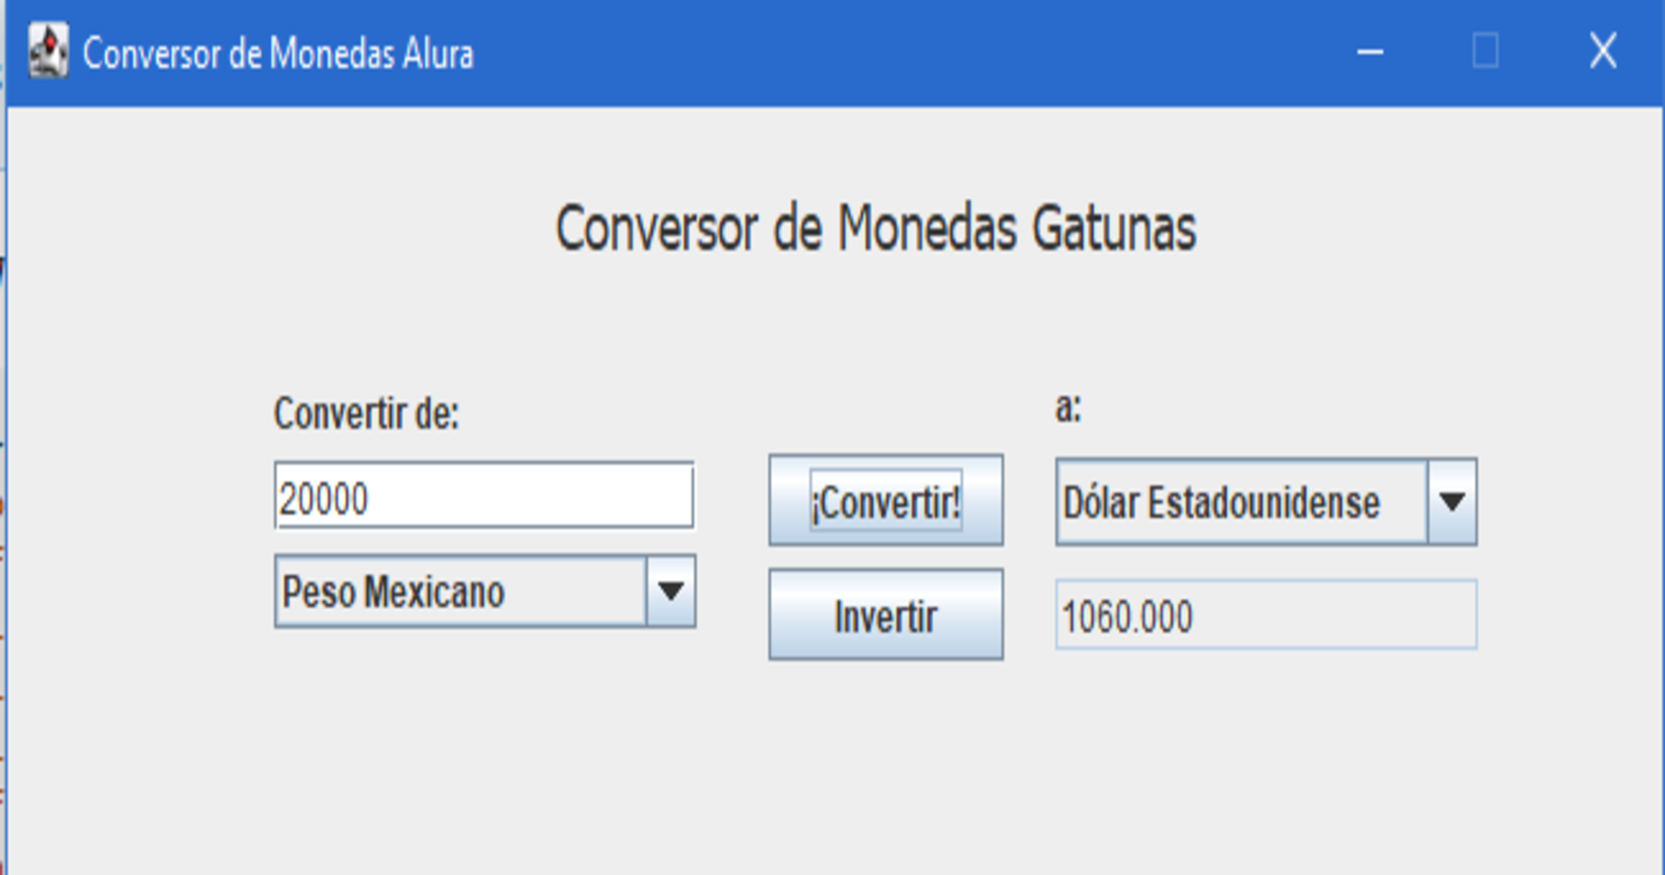 Conversor de Monedas Alura
Conversor de Monedas Gatunas
Convertir de:
a:
20000
¡Convertir!
Dólar Estadounidense
Peso Mexicano
Invertir
1060.000